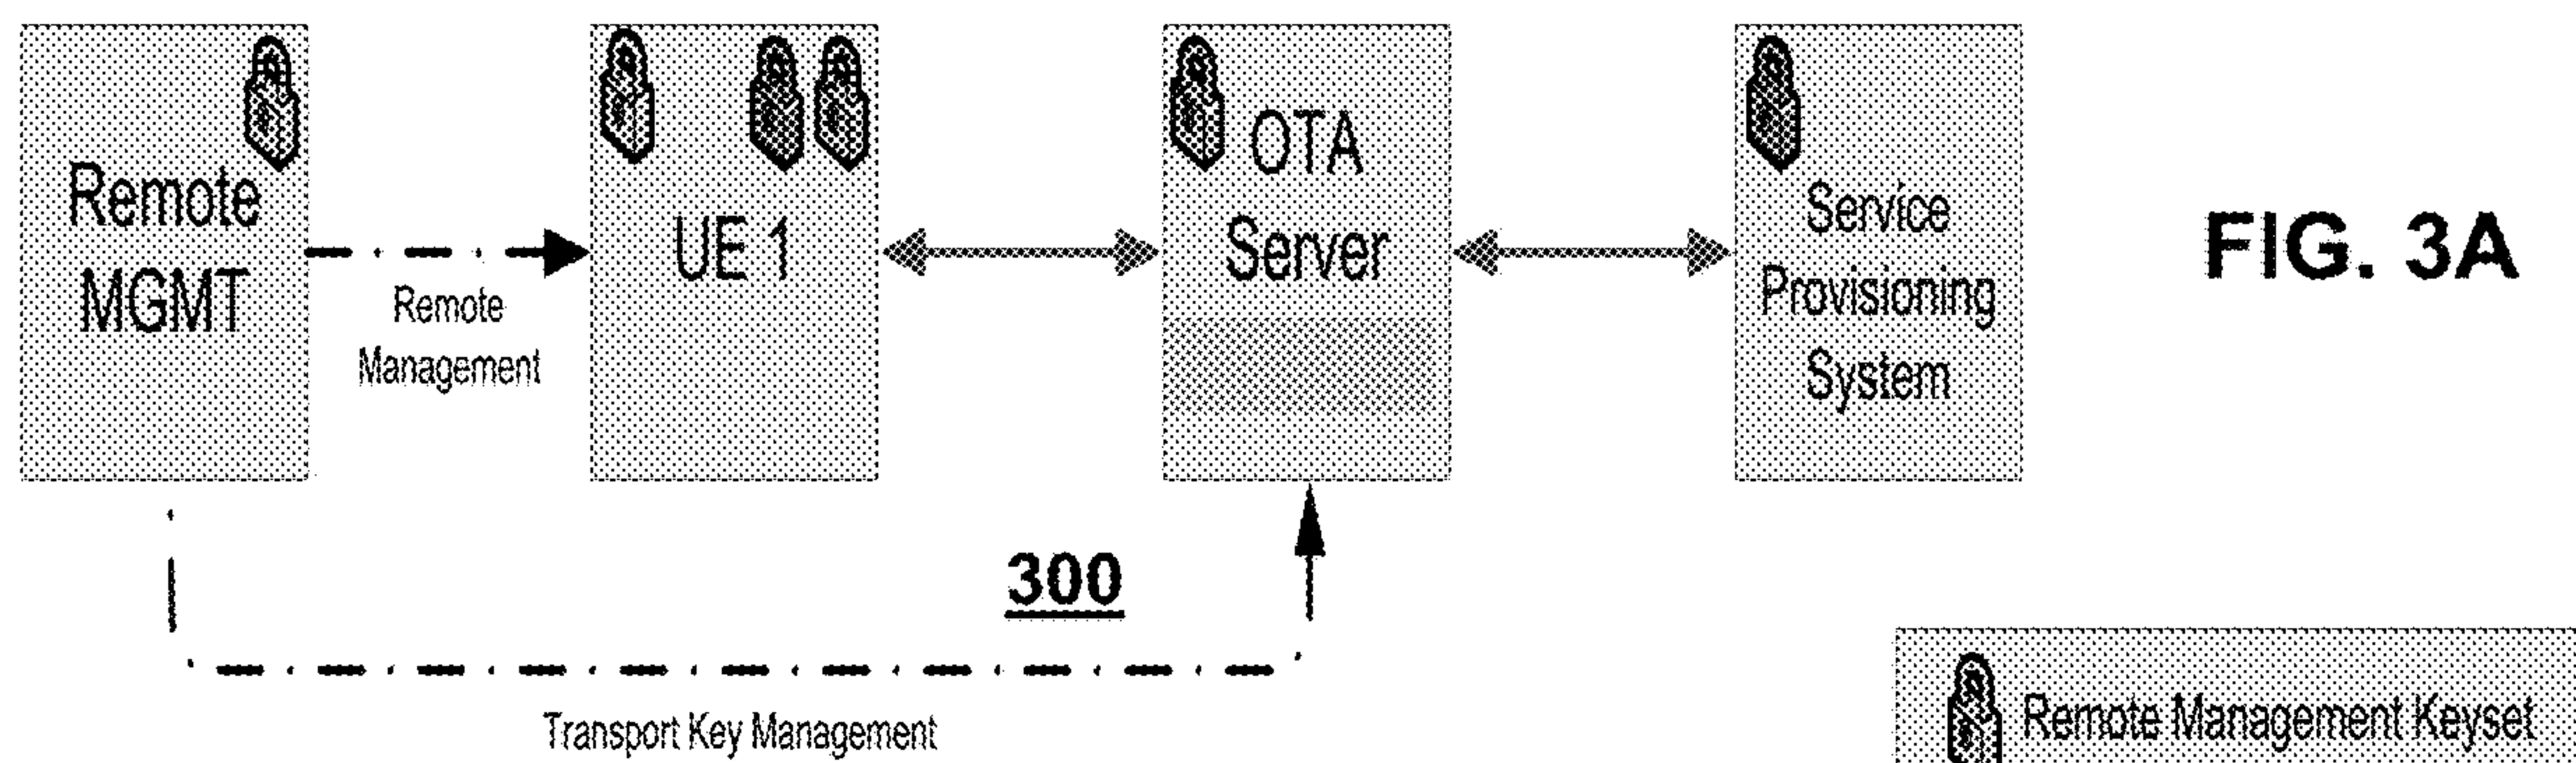 Remote
MGMT
Remote
Management
UE 1
OTA
Server
Service
Provisioning
System
FIG. 3A
300
Transport Key Management
Remote Management Keyset